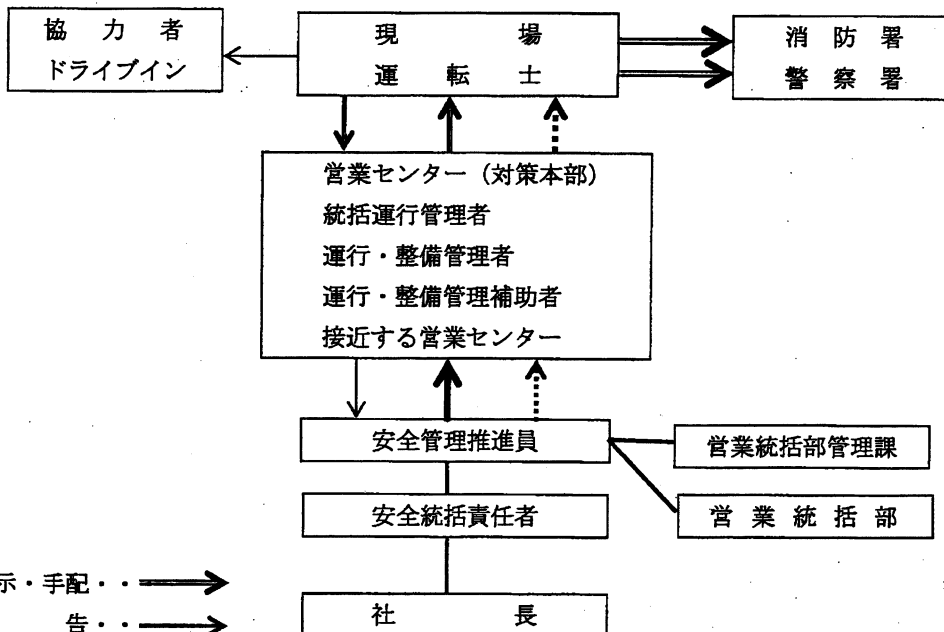 協力者
ドライブイン
現場
運転士
消防署
警察署
営業センター（対策本部）
統括運行管理者
運行・整備管理者
運行・整備管理補助者
接近する営業センター
安全管理推進員
営業統括部管理課
安全統括責任者
営業統括部
示・手配・・
告・・
社長